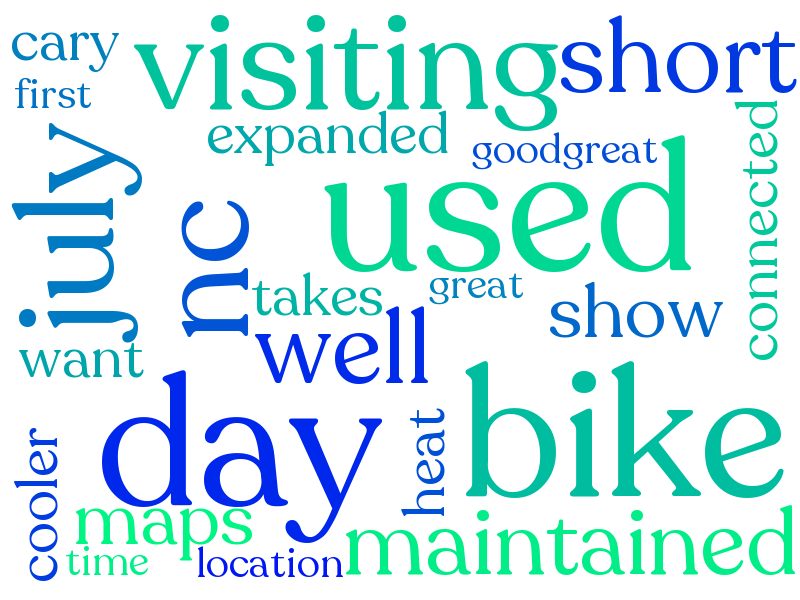 cary
visiting
short
first
expanded
goodgreat
connected
july
nc
used
takes
great
show
want
well
day
bike
heat
cooler
maps
maintained
time
location